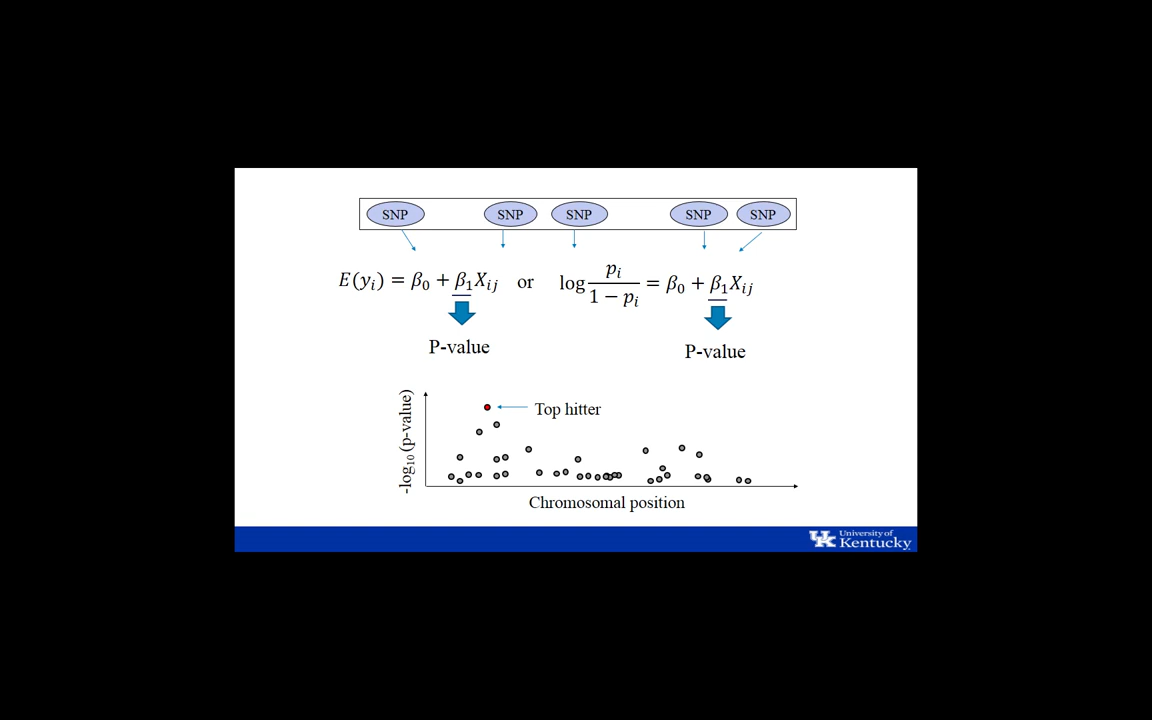 SNP SNP SNP SNP SNP
E(yᵢ) = β₀ + β₁Xᵢⱼ or log pᵢ/(1 − pᵢ) = β₀ + β₁Xᵢⱼ
P-value P-value
-log₁₀ (p-value)
Top hitter
Chromosomal position
UK University of
Kentucky